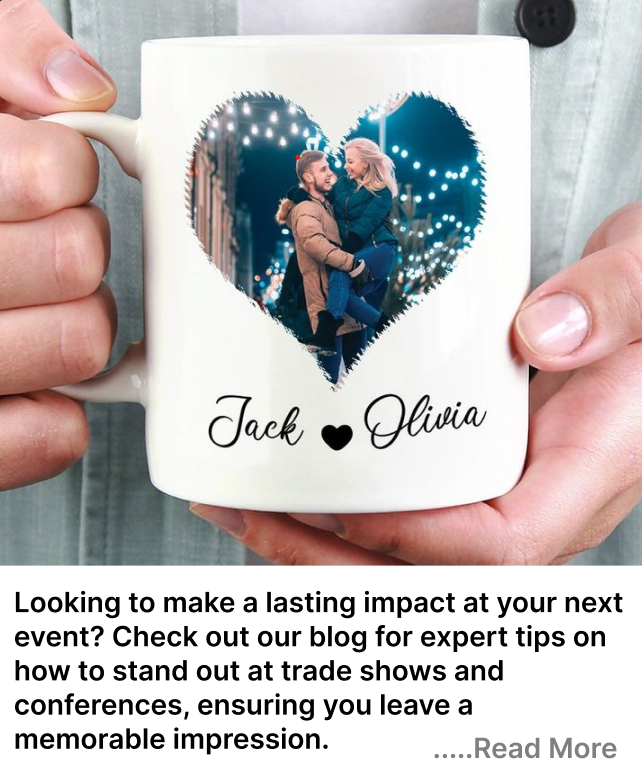 Jack ♥ Olivia
Looking to make a lasting impact at your next
event? Check out our blog for expert tips on
how to stand out at trade shows and
conferences, ensuring you leave a
memorable impression.
.....Read More